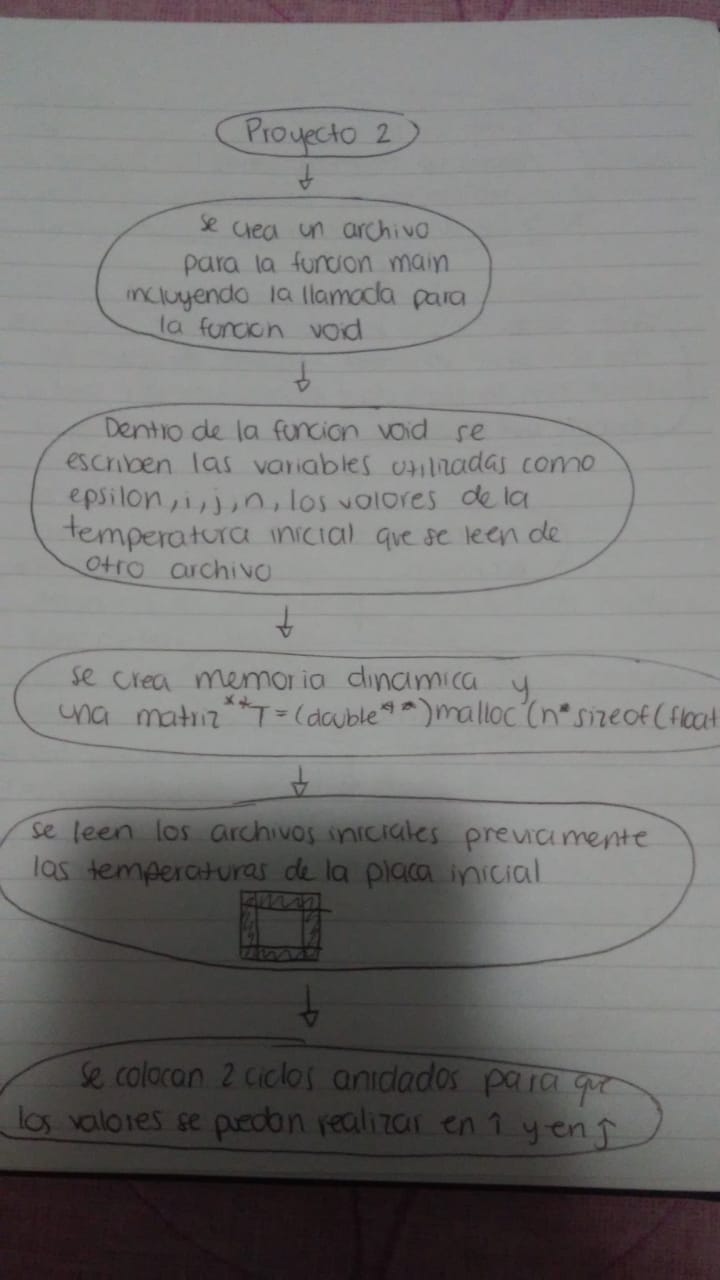 Proyecto 2
se crea un archivo
para la funcion main
incluyendo la llamada para
la funcion void
Dentro de la funcion void se
escriben las variables utilizadas como
epsilon, i, j, n, los valores de la
temperatura inicial que se leen de
otro archivo
se crea memoria dinamica y
una matriz **T=(double**)malloc(n*sizeof(float
se leen los archivos iniciales previamente
las temperaturas de la placa inicial
se colocan 2 ciclos anidados para que
los valores se puedan realizar en i y en j